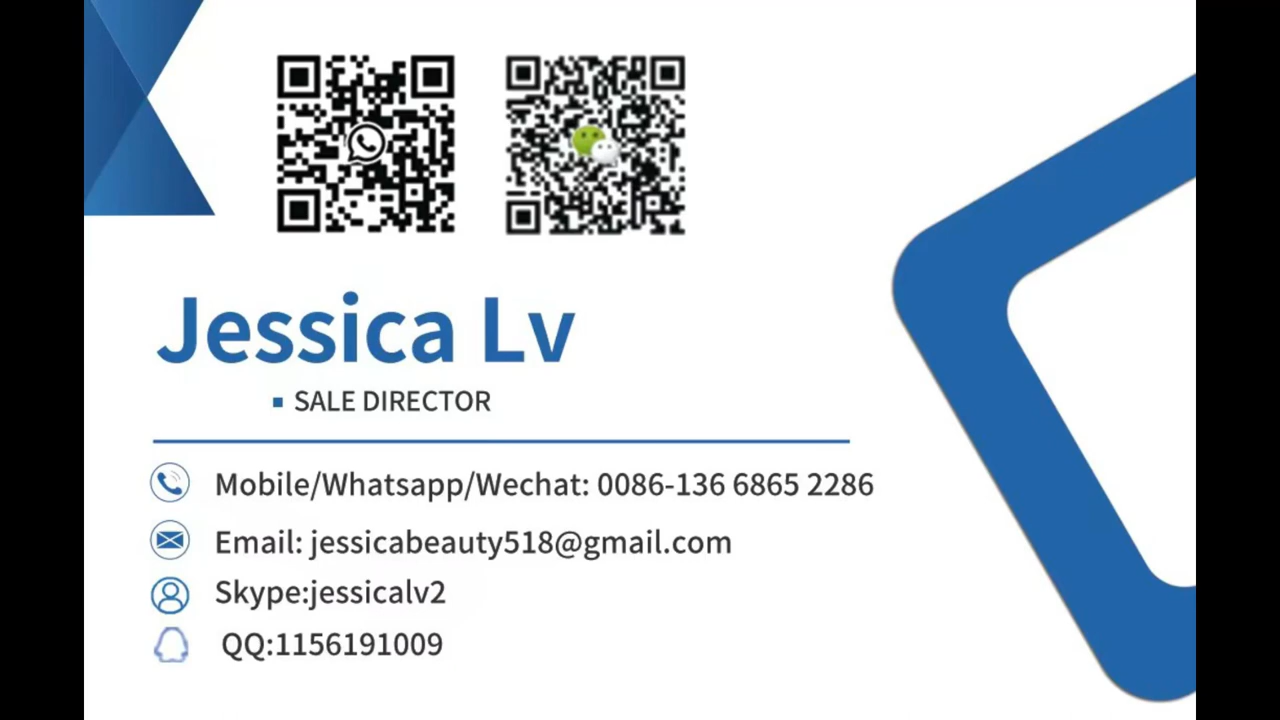 Jessica Lv
SALE DIRECTOR
Mobile/Whatsapp/Wechat: 0086-136 6865 2286
Email: jessicabeauty518@gmail.com
Skype:jessicalv2
QQ:1156191009